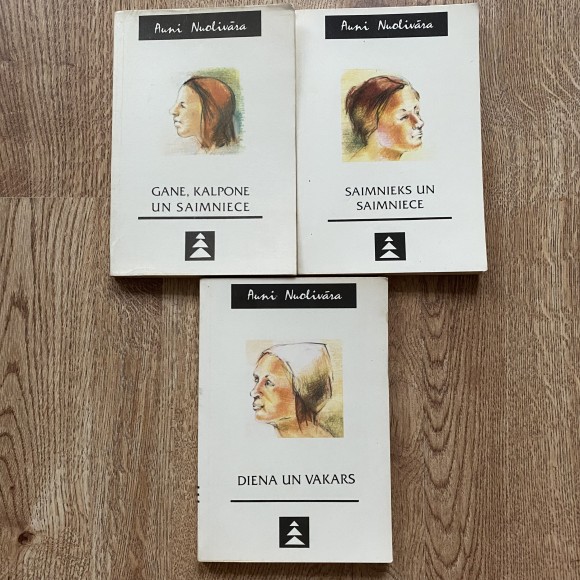 Auni Nuolivāra
GANE, KALPONE
UN SAIMNIECE
Auni Nuolivāra
SAIMNIEKS UN
SAIMNIECE
Auni Nuolivāra
DIENA UN VAKARS